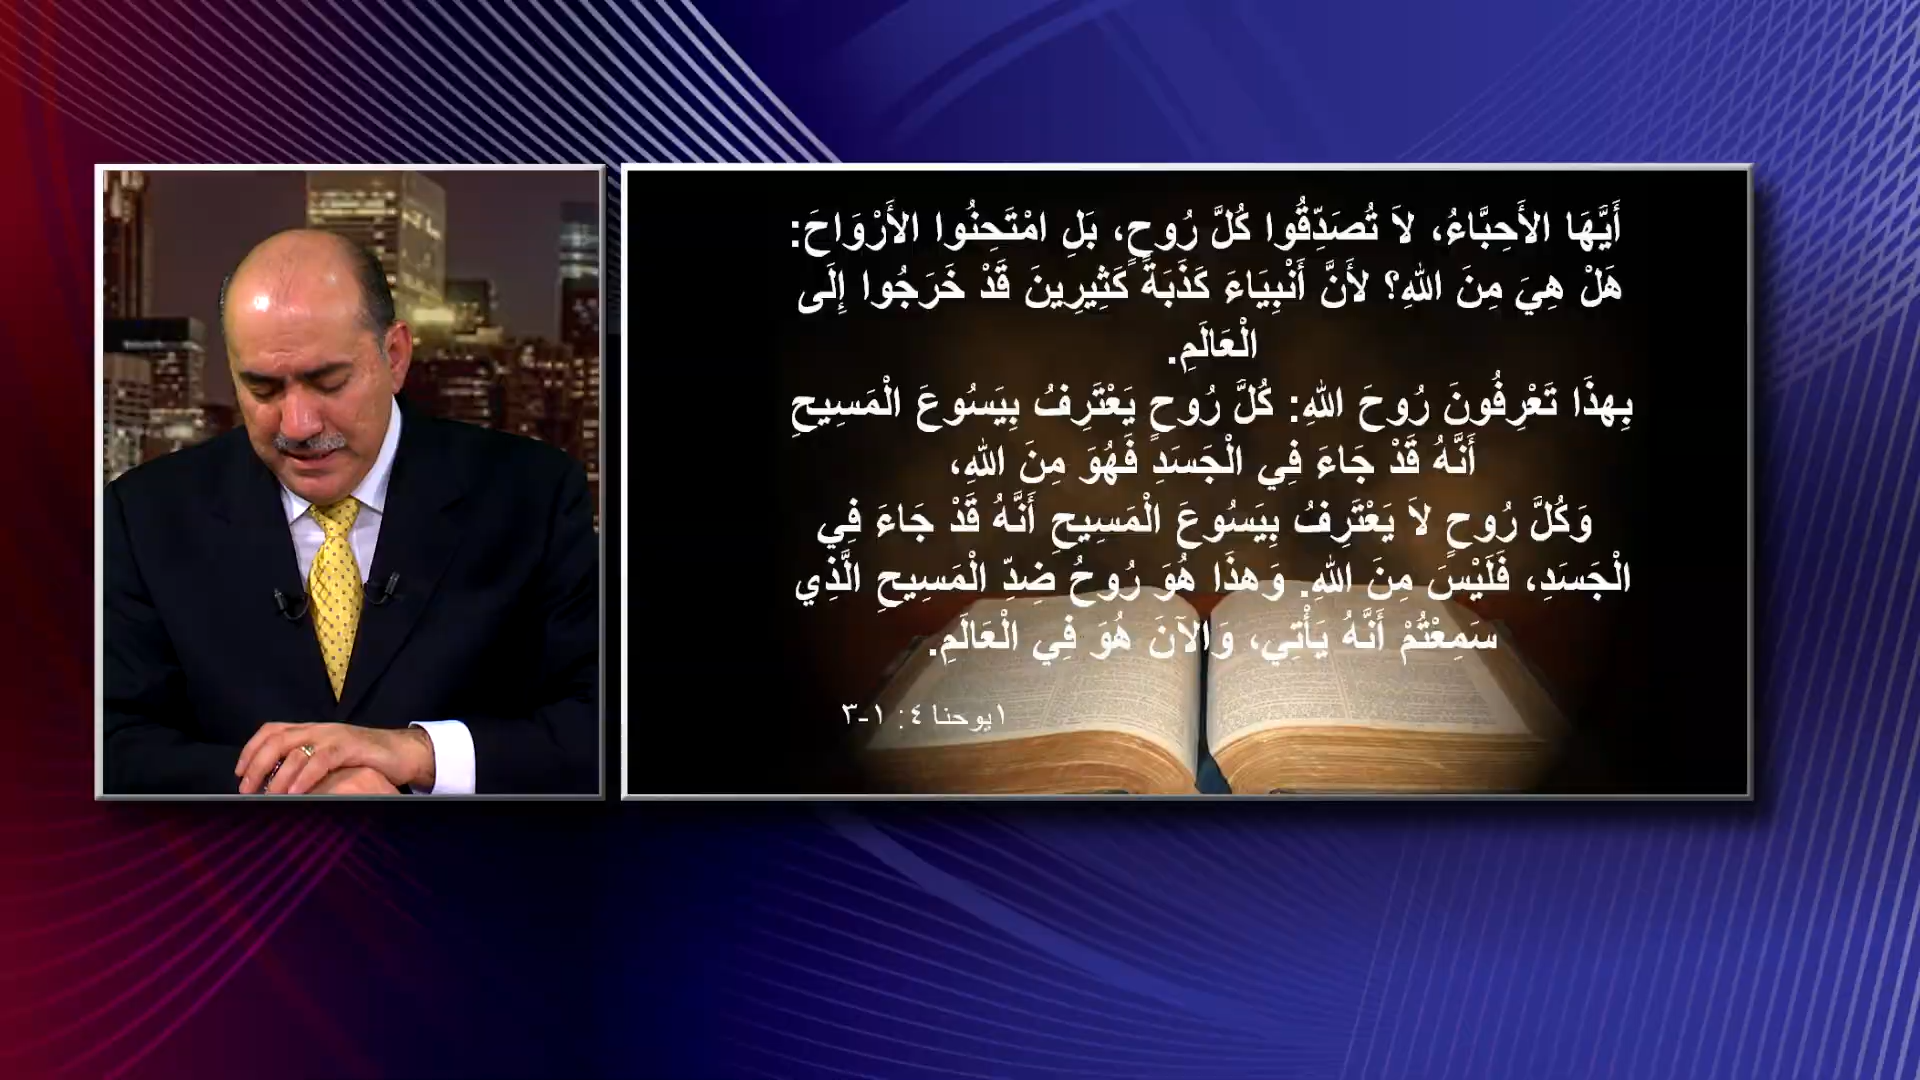 أَيَّهَا الأَحِبَّاءُ، لاَ تُصَدِّقُوا كُلَّ رُوحٍ، بَلِ امْتَحِنُوا الأَرْوَاحَ:
هَلْ هِيَ مِنَ اللهِ؟ لأَنَّ أَنْبِيَاءَ كَذَبَةً كَثِيرِينَ قَدْ خَرَجُوا إِلَى
الْعَالَمِ.
بِهذَا تَعْرِفُونَ رُوحَ اللهِ: كُلَّ رُوحٍ يَعْتَرِفُ بِيَسُوعَ الْمَسِيحِ
أَنَّهُ قَدْ جَاءَ فِي الْجَسَدِ فَهُوَ مِنَ اللهِ،
وَكُلَّ رُوحٍ لاَ يَعْتَرِفُ بِيَسُوعَ الْمَسِيحِ أَنَّهُ قَدْ جَاءَ فِي
الْجَسَدِ، فَلَيْسَ مِنَ اللهِ. وَهذَا هُوَ رُوحُ ضِدِّ الْمَسِيحِ الَّذِي
سَمِعْتُمْ أَنَّهُ يَأْتِي، وَالآنَ هُوَ فِي الْعَالَمِ.
١يوحنا ٤: ١-٣